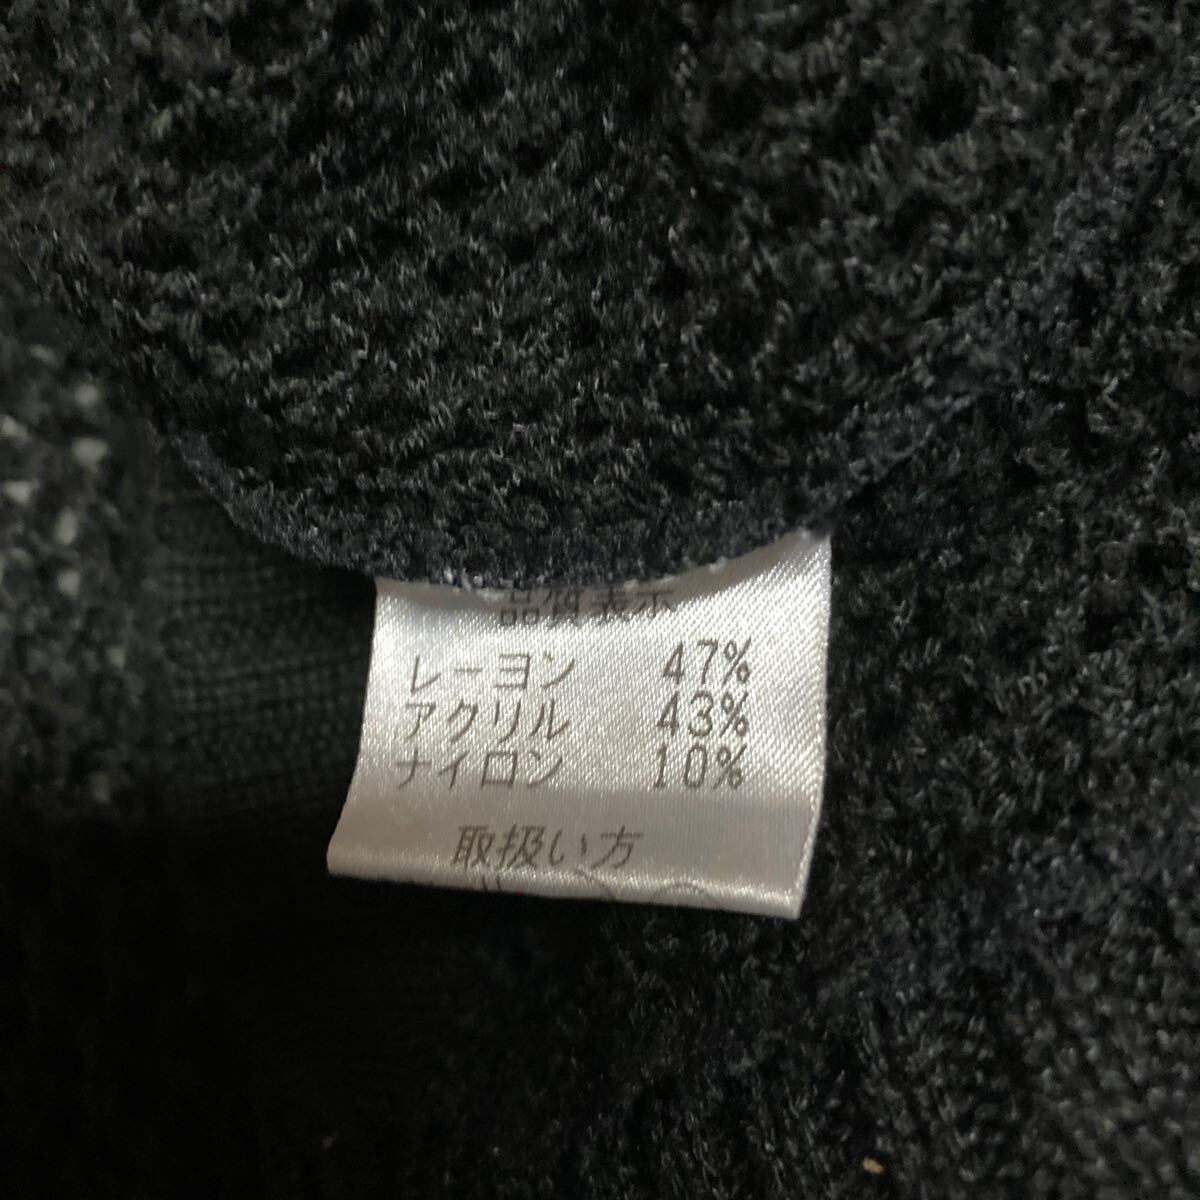 品質表示
レーヨン 47%
アクリル 43%
ナイロン 10%
取扱い方